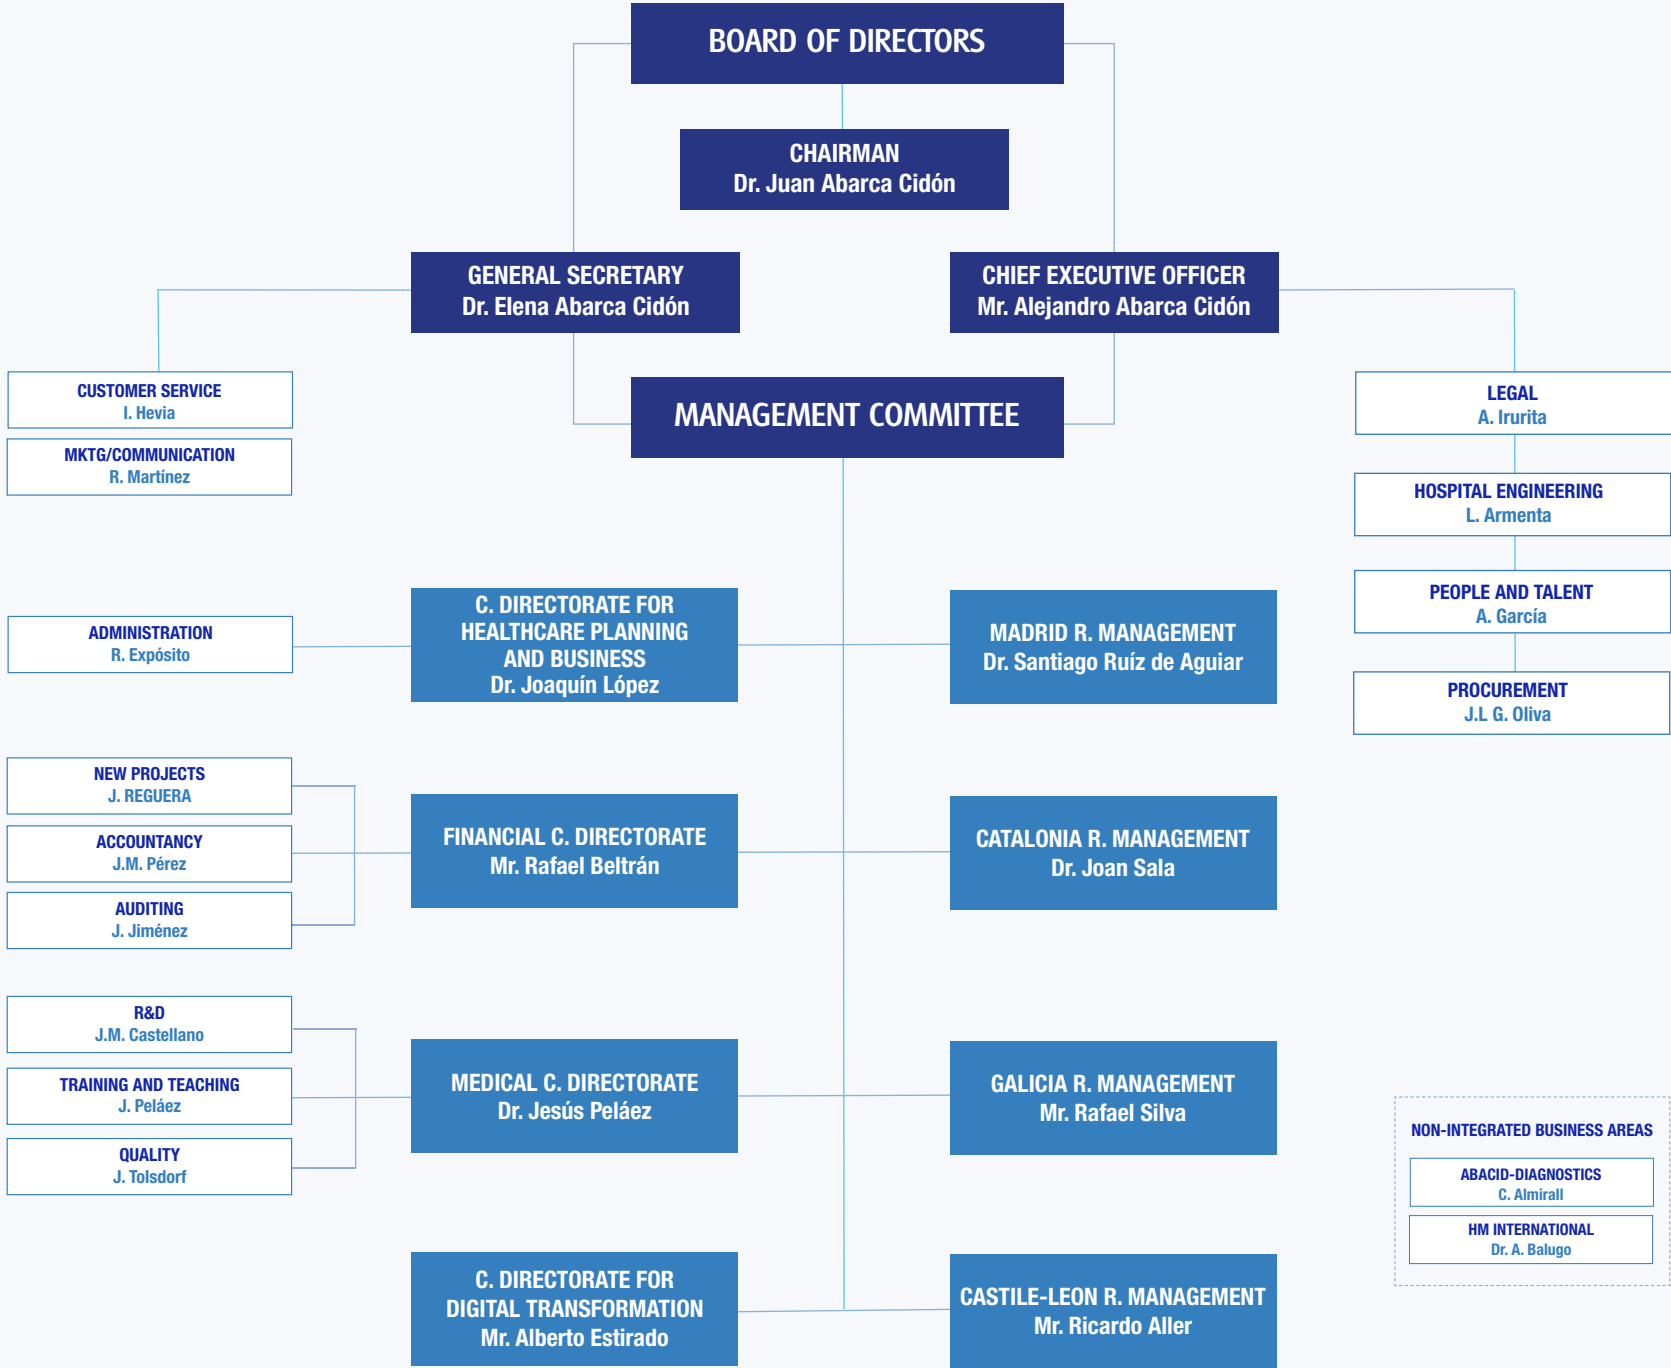 BOARD OF DIRECTORS
CHAIRMAN
Dr. Juan Abarca Cidón
GENERAL SECRETARY
Dr. Elena Abarca Cidón
CHIEF EXECUTIVE OFFICER
Mr. Alejandro Abarca Cidón
CUSTOMER SERVICE
I. Hevia
MKTG/COMMUNICATION
R. Martínez
MANAGEMENT COMMITTEE
LEGAL
A. Irurita
HOSPITAL ENGINEERING
L. Armenta
PEOPLE AND TALENT
A. García
PROCUREMENT
J.L G. Oliva
ADMINISTRATION
R. Expósito
C. DIRECTORATE FOR
HEALTHCARE PLANNING
AND BUSINESS
Dr. Joaquín López
MADRID R. MANAGEMENT
Dr. Santiago Ruíz de Aguiar
NEW PROJECTS
J. REGUERA
ACCOUNTANCY
J.M. Pérez
AUDITING
J. Jiménez
FINANCIAL C. DIRECTORATE
Mr. Rafael Beltrán
CATALONIA R. MANAGEMENT
Dr. Joan Sala
R&D
J.M. Castellano
TRAINING AND TEACHING
J. Peláez
QUALITY
J. Tolsdorf
MEDICAL C. DIRECTORATE
Dr. Jesús Peláez
GALICIA R. MANAGEMENT
Mr. Rafael Silva
NON-INTEGRATED BUSINESS AREAS
ABACID-DIAGNOSTICS
C. Almirall
HM INTERNATIONAL
Dr. A. Balugo
C. DIRECTORATE FOR
DIGITAL TRANSFORMATION
Mr. Alberto Estirado
CASTILE-LEON R. MANAGEMENT
Mr. Ricardo Aller